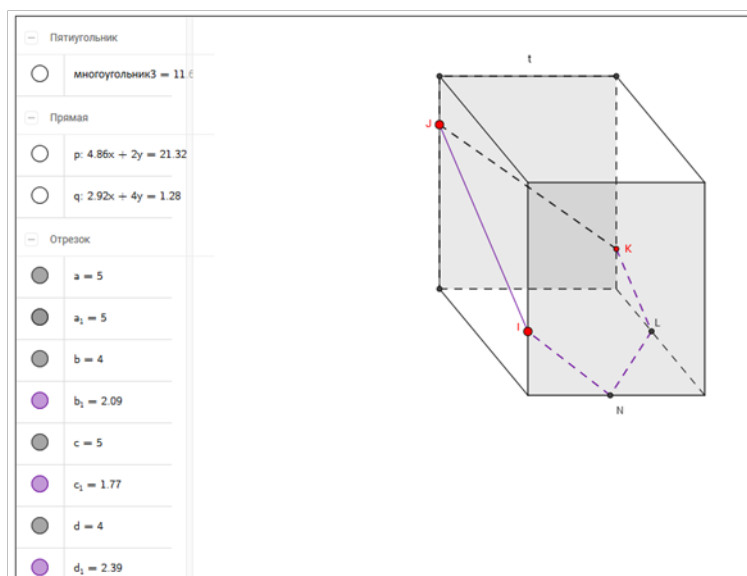 Пятиугольник
многоугольник3 = 11.6
Прямая
p: 4.86x + 2y = 21.32
q: 2.92x + 4y = 1.28
Отрезок
a = 5
a₁ = 5
b = 4
b₁ = 2.09
c = 5
c₁ = 1.77
d = 4
d₁ = 2.39
t
J
K
I
L
N